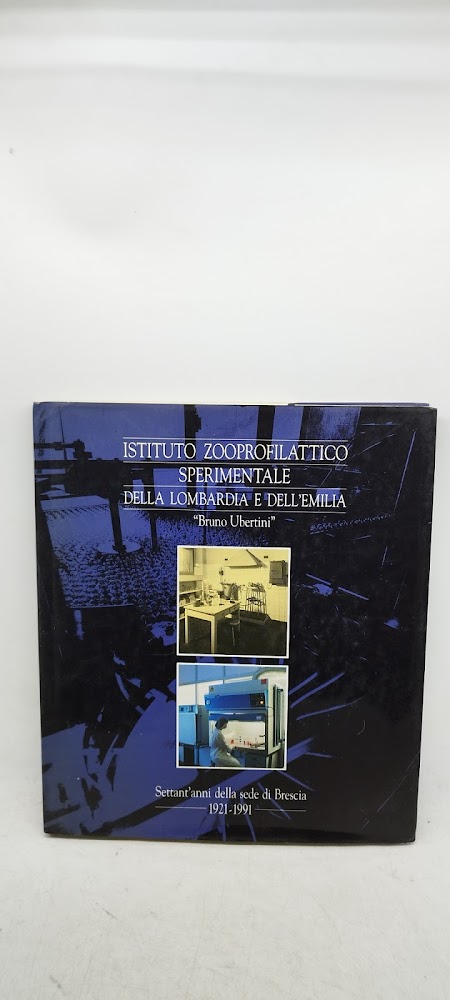 ISTITUTO ZOOPROFILATTICO
SPERIMENTALE
DELLA LOMBARDIA E DELL'EMILIA
"Bruno Ubertini"
Settant'anni della sede di Brescia
1921-1991